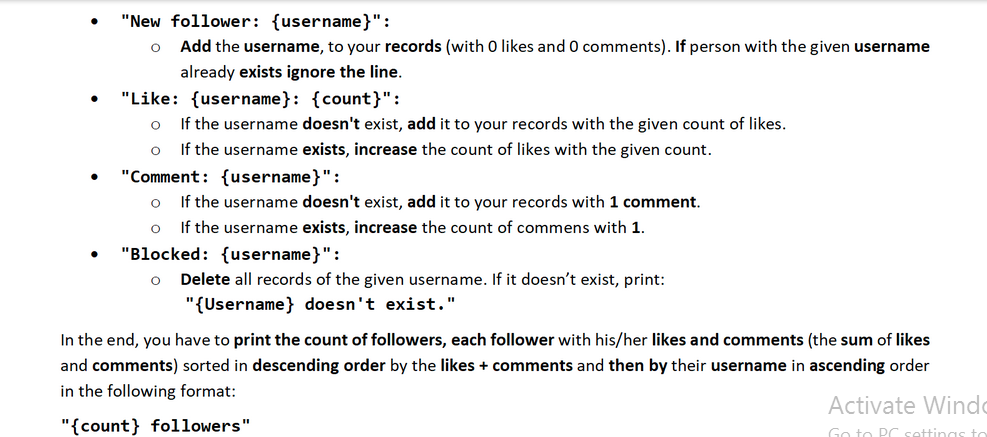 • "New follower: {username}":
o Add the username, to your records (with 0 likes and 0 comments). If person with the given username
already exists ignore the line.
• "Like: {username}: {count}":
o If the username doesn't exist, add it to your records with the given count of likes.
o If the username exists, increase the count of likes with the given count.
• "Comment: {username}":
o If the username doesn't exist, add it to your records with 1 comment.
o If the username exists, increase the count of commens with 1.
• "Blocked: {username}":
o Delete all records of the given username. If it doesn’t exist, print:
"{Username} doesn't exist."
In the end, you have to print the count of followers, each follower with his/her likes and comments (the sum of likes
and comments) sorted in descending order by the likes + comments and then by their username in ascending order
in the following format:
Activate Windo
"{count} followers"
Go to PC settings to